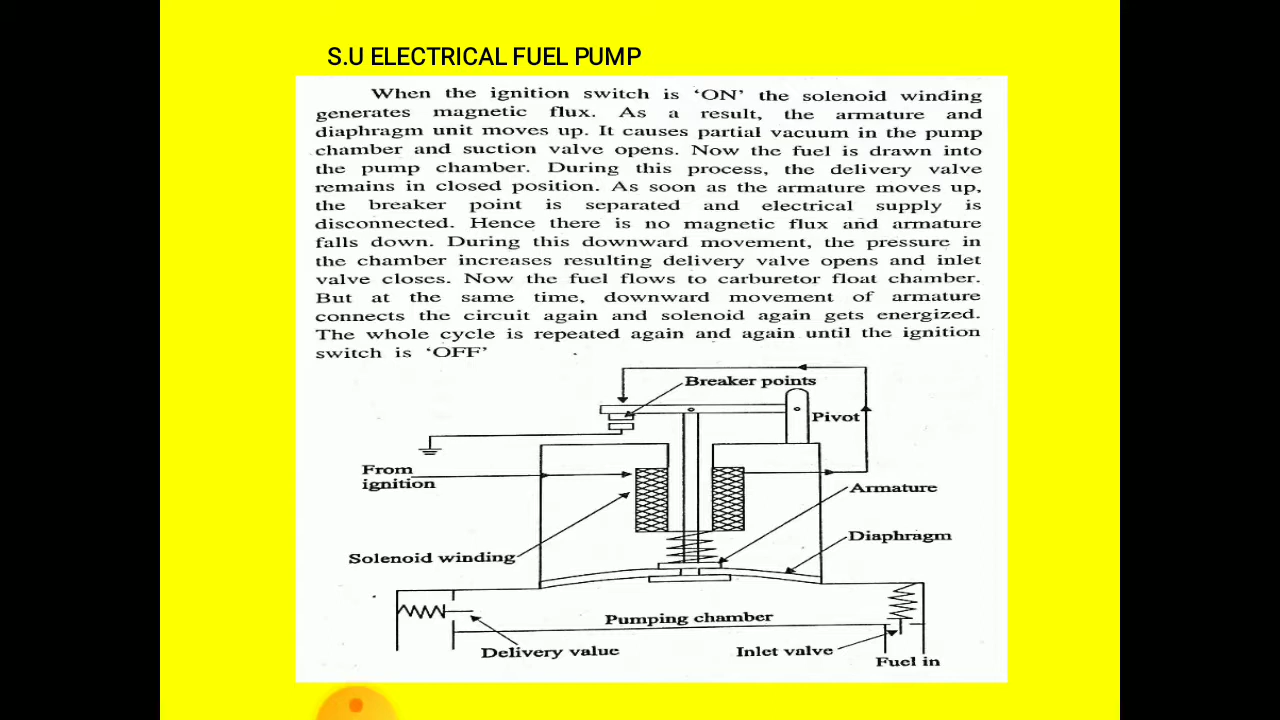 S.U ELECTRICAL FUEL PUMP
When the ignition switch is ‘ON’ the solenoid winding
generates magnetic flux. As a result, the armature and
diaphragm unit moves up. It causes partial vacuum in the pump
chamber and suction valve opens. Now the fuel is drawn into
the pump chamber. During this process, the delivery valve
remains in closed position. As soon as the armature moves up,
the breaker point is separated and electrical supply is
disconnected. Hence there is no magnetic flux and armature
falls down. During this downward movement, the pressure in
the chamber increases resulting delivery valve opens and inlet
valve closes. Now the fuel flows to carburetor float chamber.
But at the same time, downward movement of armature
connects the circuit again and solenoid again gets energized.
The whole cycle is repeated again and again until the ignition
switch is ‘OFF’
Breaker points
Pivot
From
ignition
Armature
Diaphragm
Solenoid winding
Pumping chamber
Delivery value
Inlet valve
Fuel in